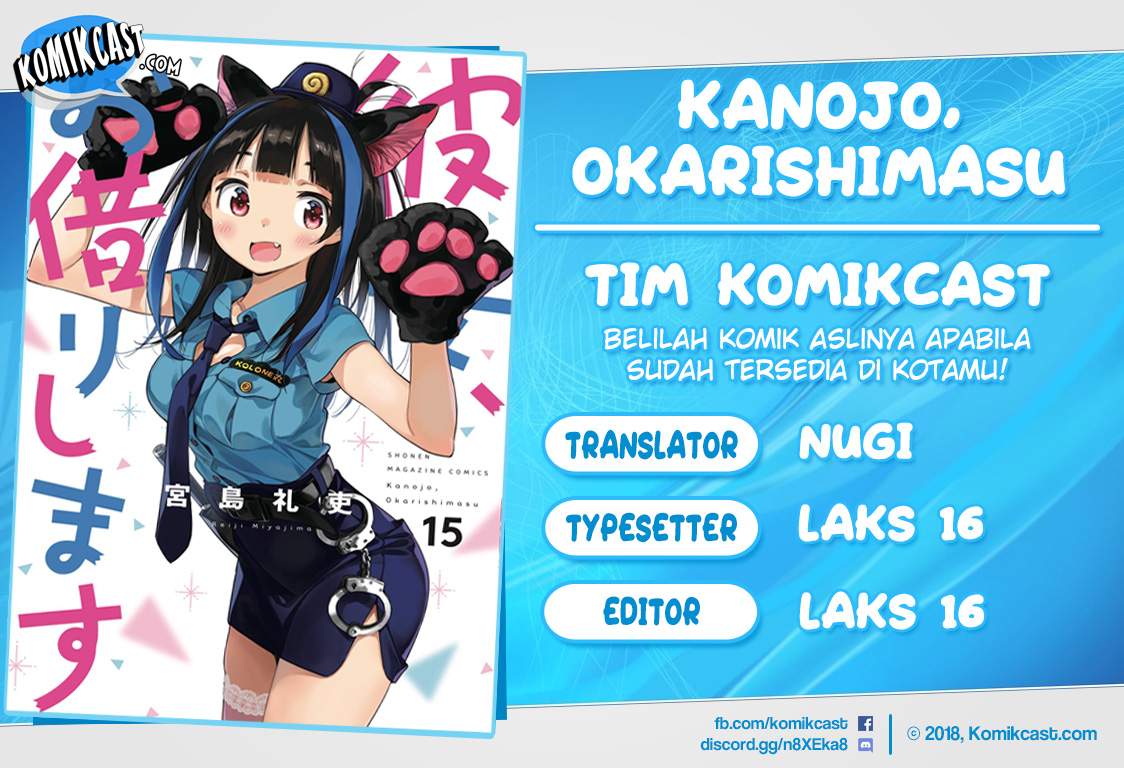 KOMIKCAST
.COM
彼女、
お借りします
KOLONEL
SHONEN
MAGAZINE COMICS
Kanojo,
Okarishimasu
宮島礼吏
Reiji Miyajima
15
KANOJO,
OKARISHIMASU
TIM KOMIKCAST
BELILAH KOMIK ASLINYA APABILA
SUDAH TERSEDIA DI KOTAMU!
TRANSLATOR NUGI
TYPESETTER LAKS 16
EDITOR LAKS 16
fb.com/komikcast
discord.gg/n8XEka8
© 2018, Komikcast.com